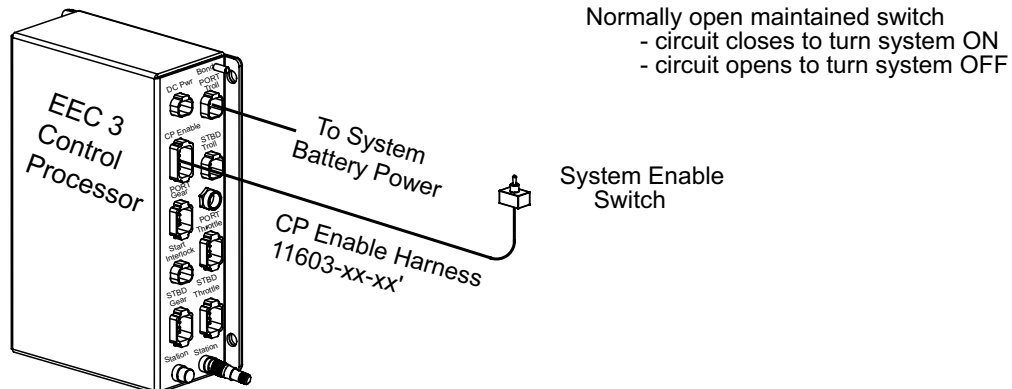 Normally open maintained switch
- circuit closes to turn system ON
- circuit opens to turn system OFF
EEC 3
Control
Processor
Bond
DC Pwr
PORT
Troll
CP Enable
STBD
Troll
PORT
Gear
PORT
Throttle
Start
Interlock
STBD
Gear
STBD
Throttle
Station
Station
To System
Battery Power
CP Enable Harness
11603-xx-xx'
System Enable
Switch